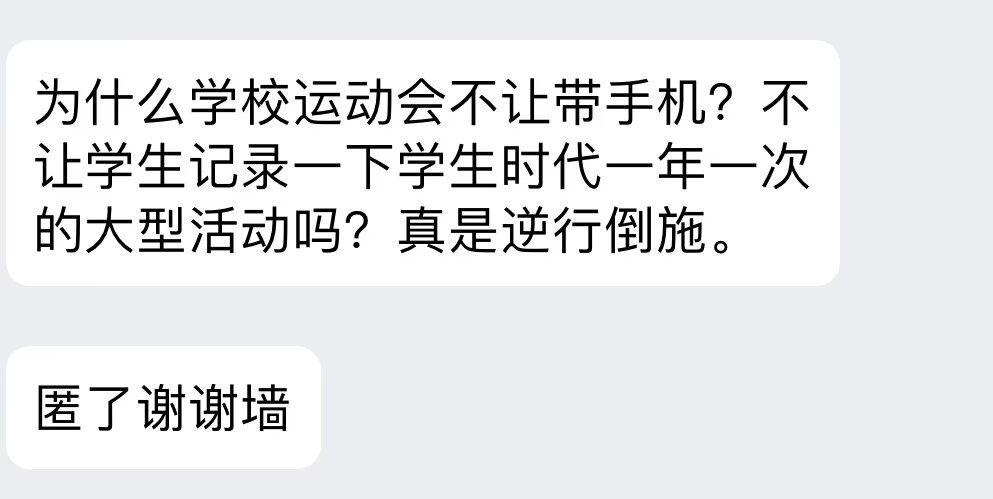 为什么学校运动会不让带手机？不
让学生记录一下学生时代一年一次
的大型活动吗？真是逆行倒施。
匿了谢谢墙